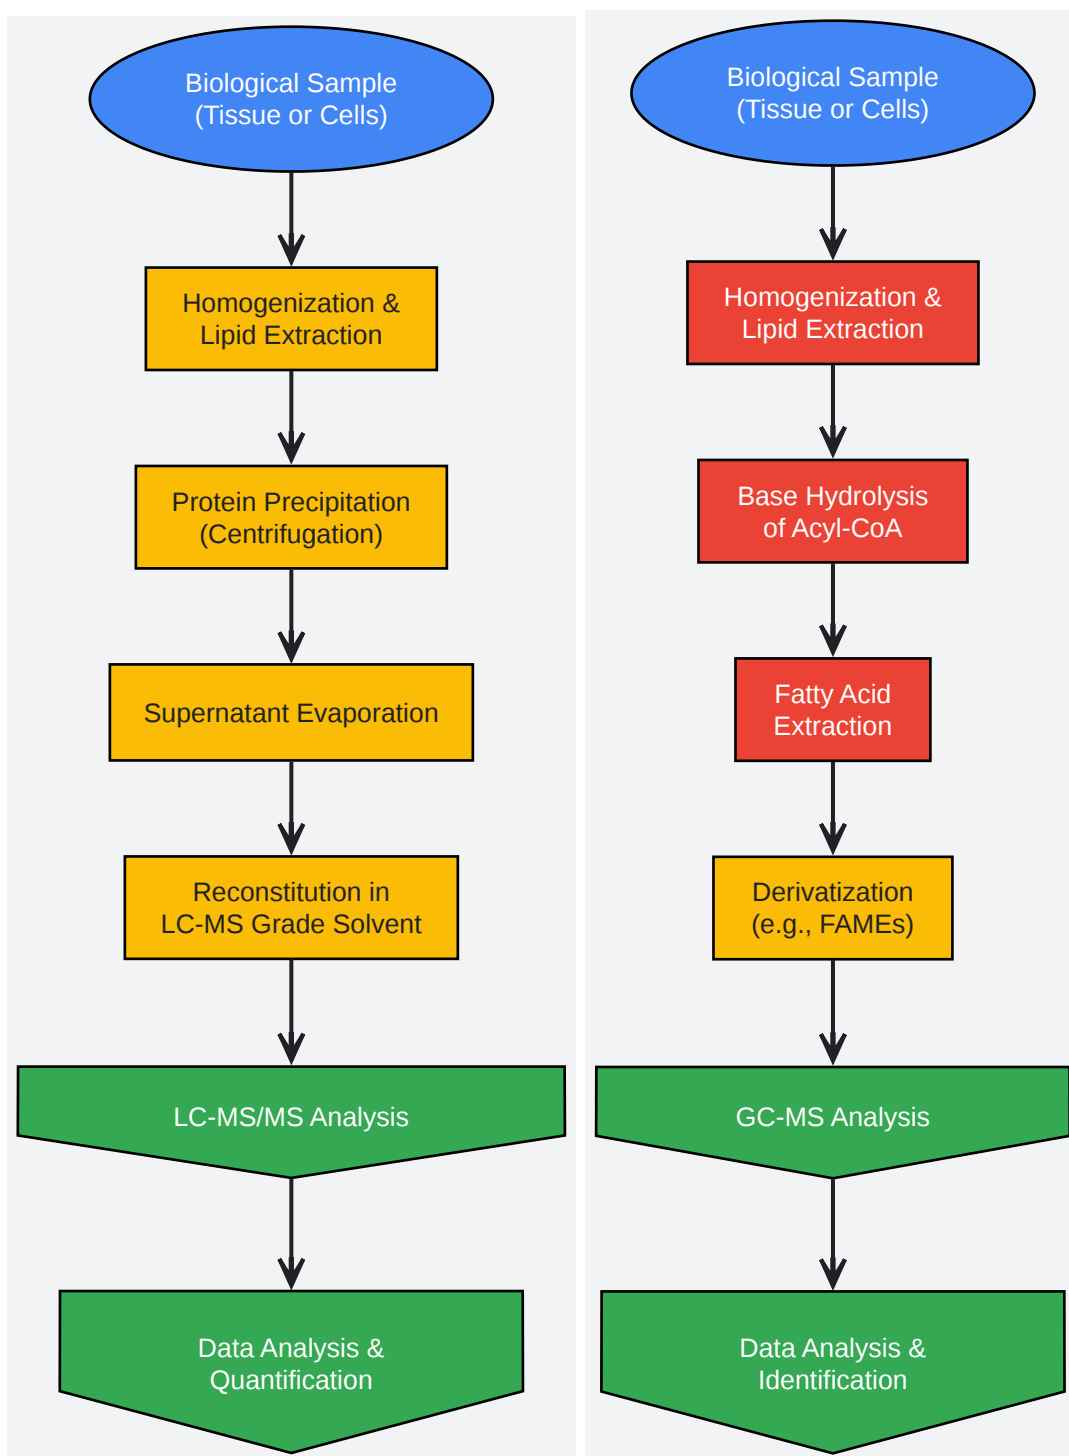 Biological Sample
(Tissue or Cells)
Homogenization &
Lipid Extraction
Protein Precipitation
(Centrifugation)
Supernatant Evaporation
Reconstitution in
LC-MS Grade Solvent
LC-MS/MS Analysis
Data Analysis &
Quantification
Biological Sample
(Tissue or Cells)
Homogenization &
Lipid Extraction
Base Hydrolysis
of Acyl-CoA
Fatty Acid
Extraction
Derivatization
(e.g., FAMEs)
GC-MS Analysis
Data Analysis &
Identification